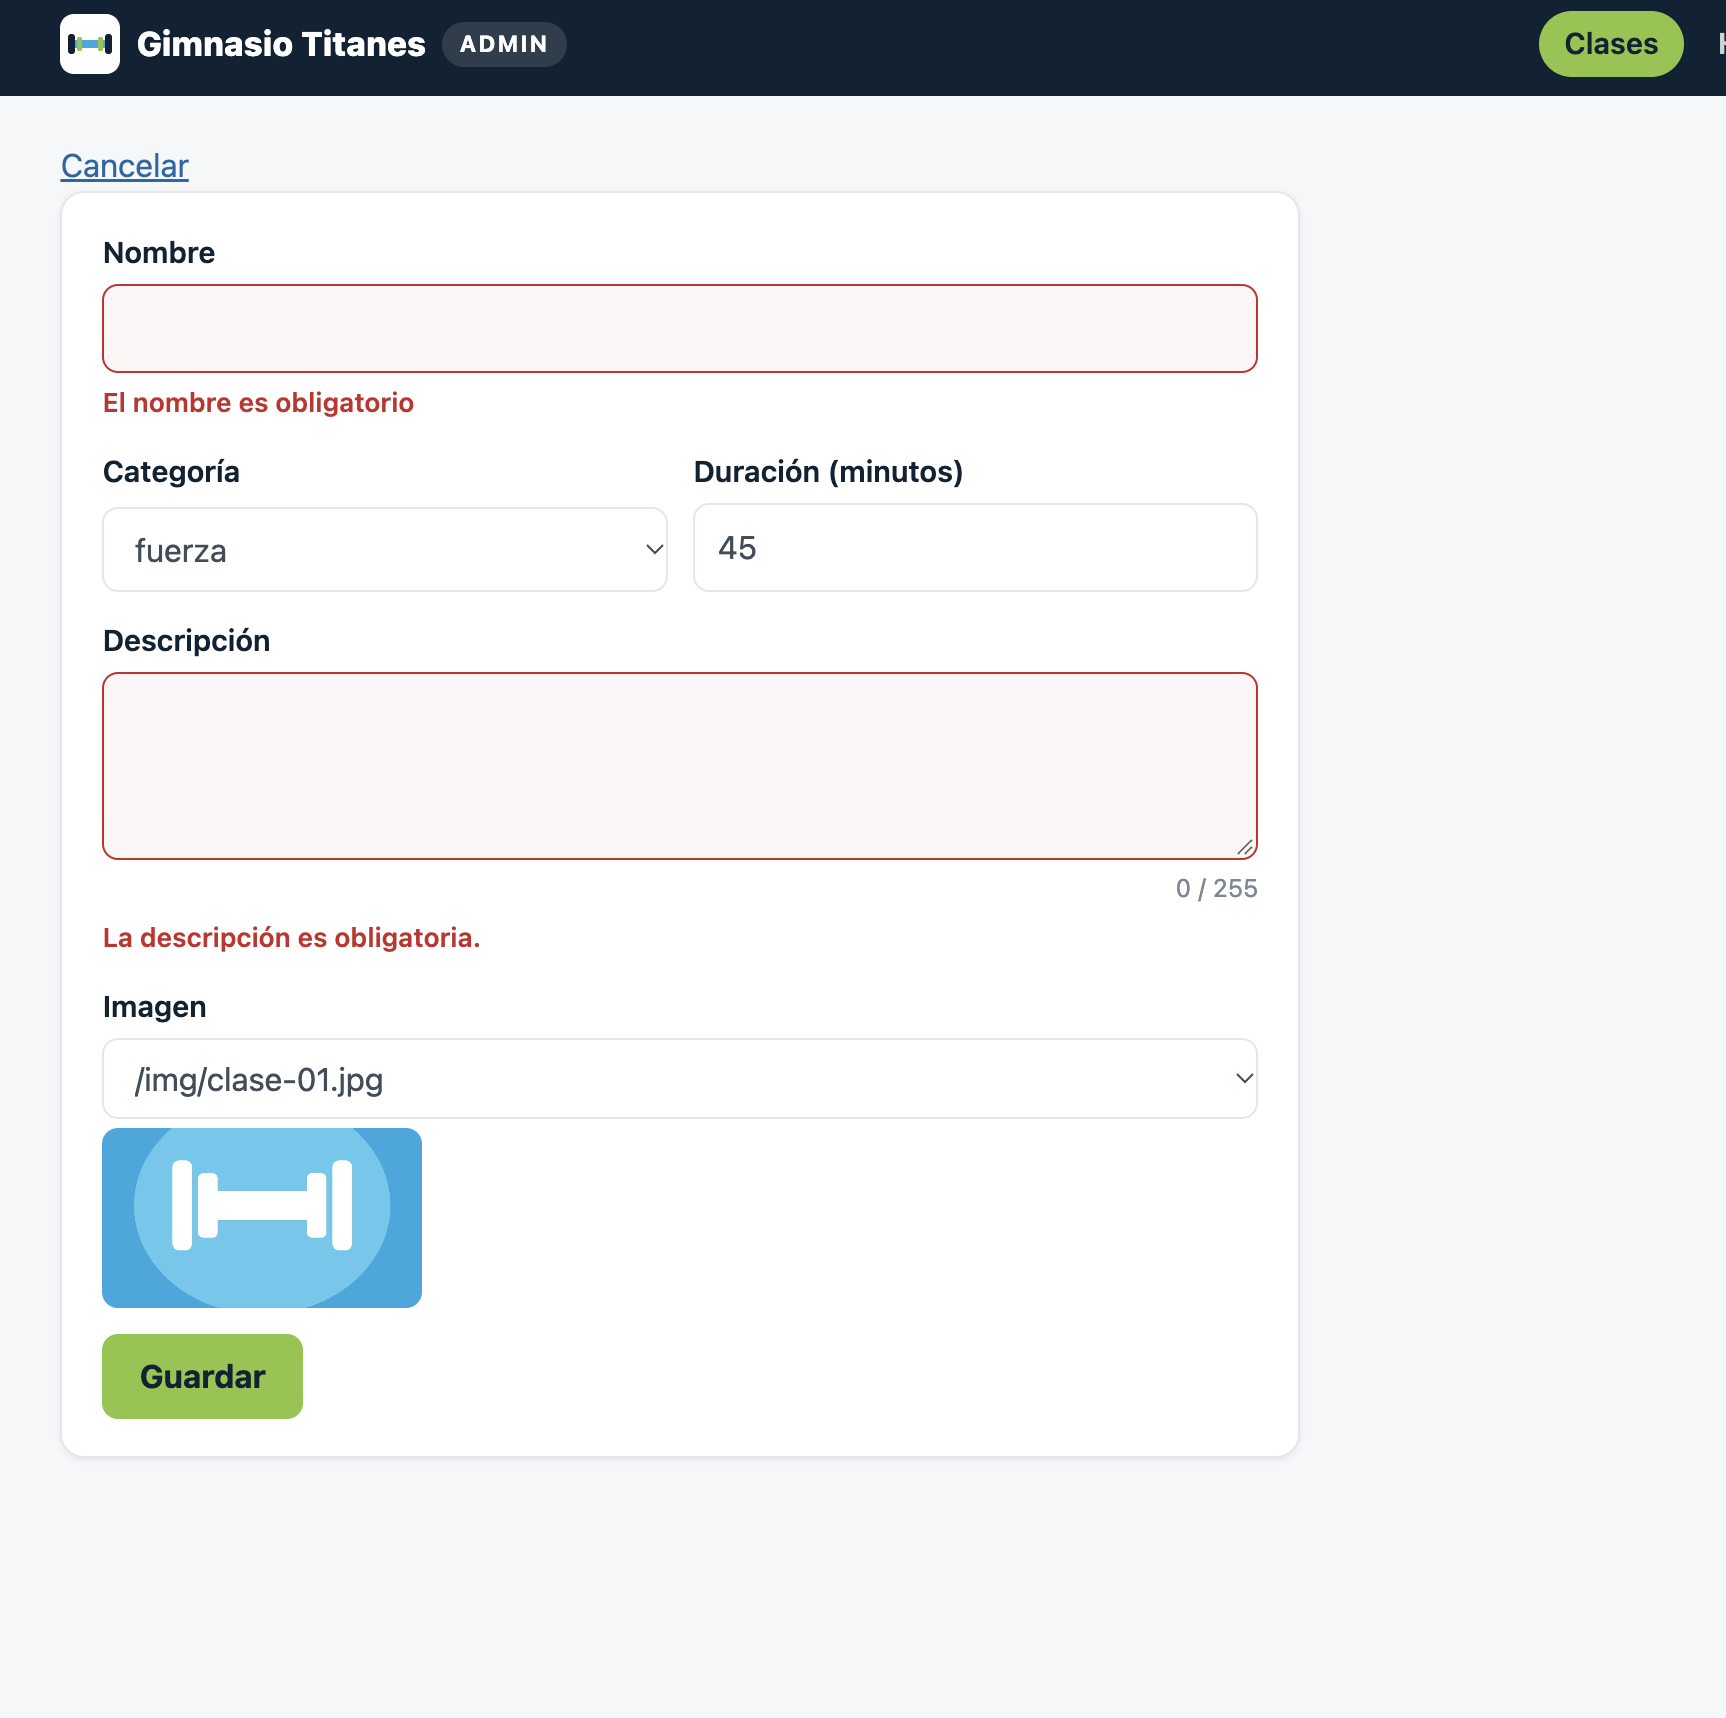 Gimnasio Titanes ADMIN Clases
Cancelar
Nombre
El nombre es obligatorio
Categoría Duración (minutos)
fuerza 45
Descripción
0 / 255
La descripción es obligatoria.
Imagen
/img/clase-01.jpg
Guardar